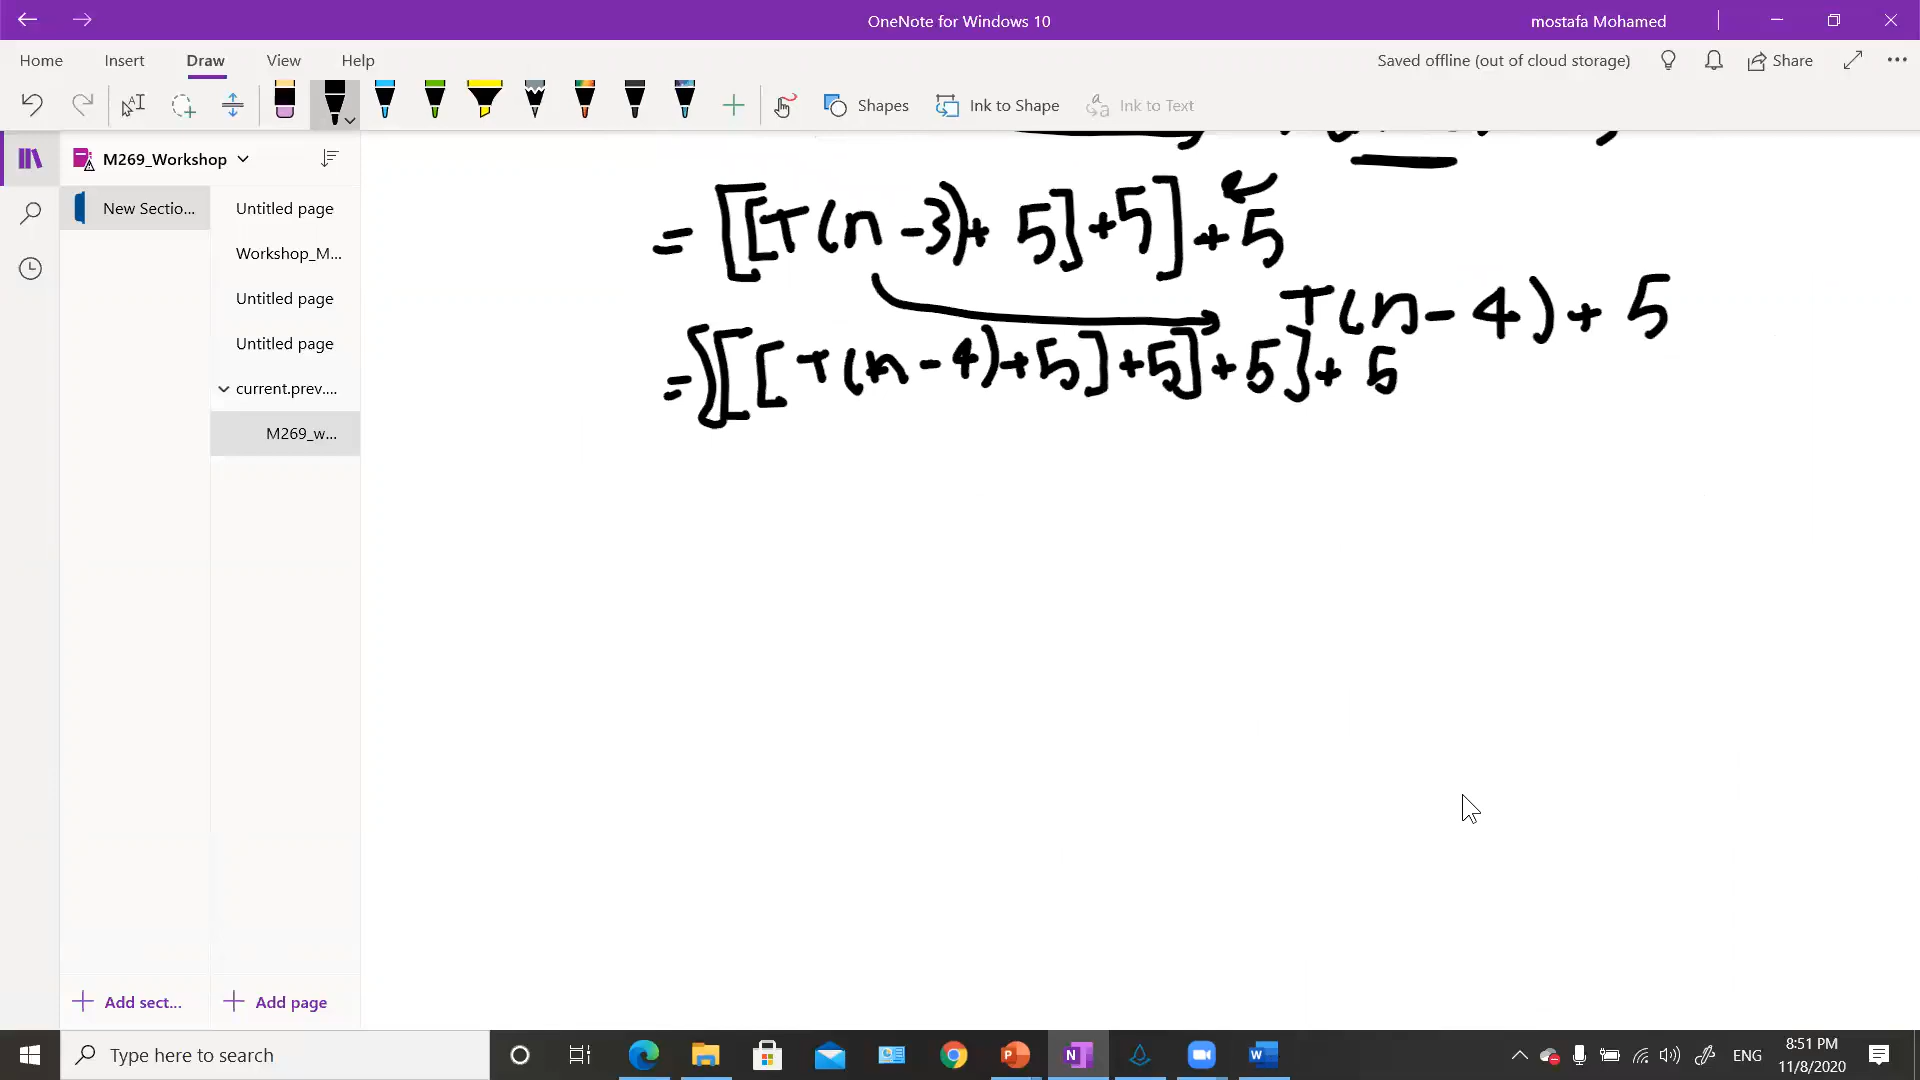 OneNote for Windows 10
mostafa Mohamed
Home Insert Draw View Help
Saved offline (out of cloud storage)
Share
Shapes
Ink to Shape
Ink to Text
M269_Workshop
New Sectio...
Untitled page
Workshop_M...
Untitled page
Untitled page
current.prev....
M269_w...
= [[T(n-3)+ 5]+5]+5
T(n-4)+ 5
=)[[T(n-4)+5]+5]+5]+ 5
Add sect...
Add page
Type here to search
ENG
8:51 PM
11/8/2020